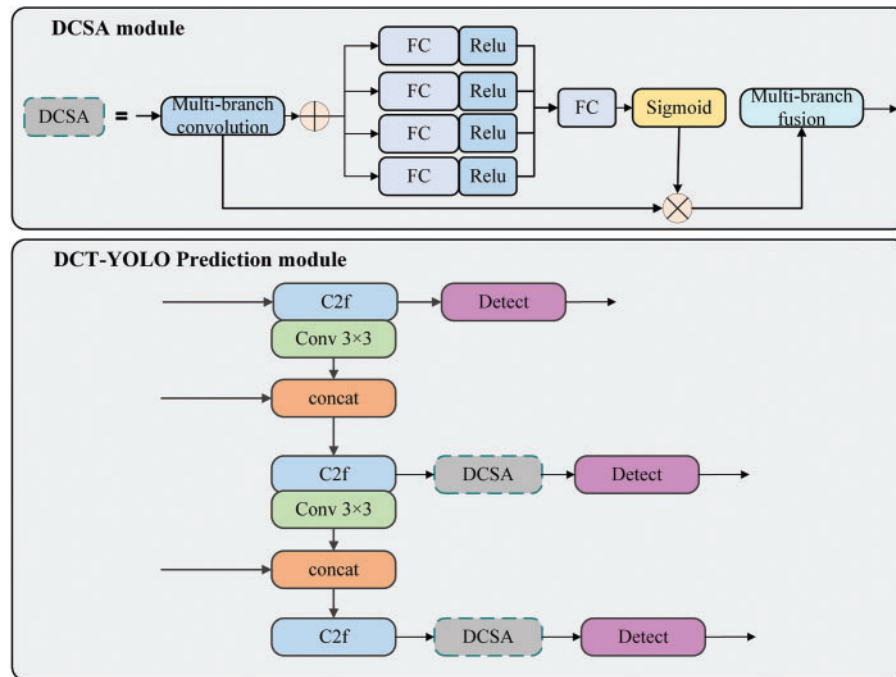 DCSA module
DCSA
=
Multi-branch
convolution
FC
Relu
FC
Relu
FC
Relu
FC
Relu
FC
Sigmoid
Multi-branch
fusion
DCT-YOLO Prediction module
C2f
Detect
Conv 3×3
concat
C2f
DCSA
Detect
Conv 3×3
concat
C2f
DCSA
Detect